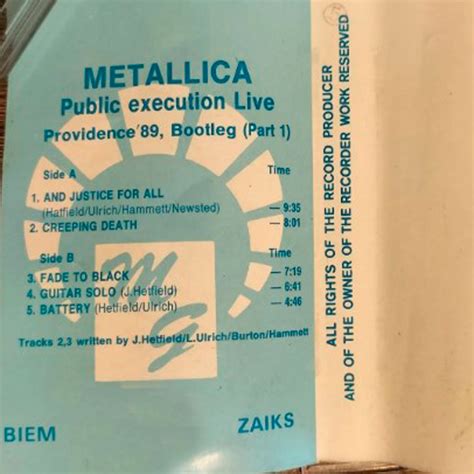 METALLICA
Public execution Live
Providence'89, Bootleg (Part 1)
Side A Time
1. AND JUSTICE FOR ALL
(Hatfield/Ulrich/Hammett/Newsted) — 9:35
2. CREEPING DEATH — 8:01
Side B Time
3. FADE TO BLACK — 7:19
4. GUITAR SOLO (J.Hetfield) — 6:41
5. BATTERY (Hetfield/Ulrich) — 4:46
Tracks 2,3 written by J.Hetfield/L.Ulrich/Burton/Hammett
MG
BIEM ZAIKS
ALL RIGHTS OF THE RECORD PRODUCER
AND OF THE OWNER OF THE RECORDER WORK RESERVED